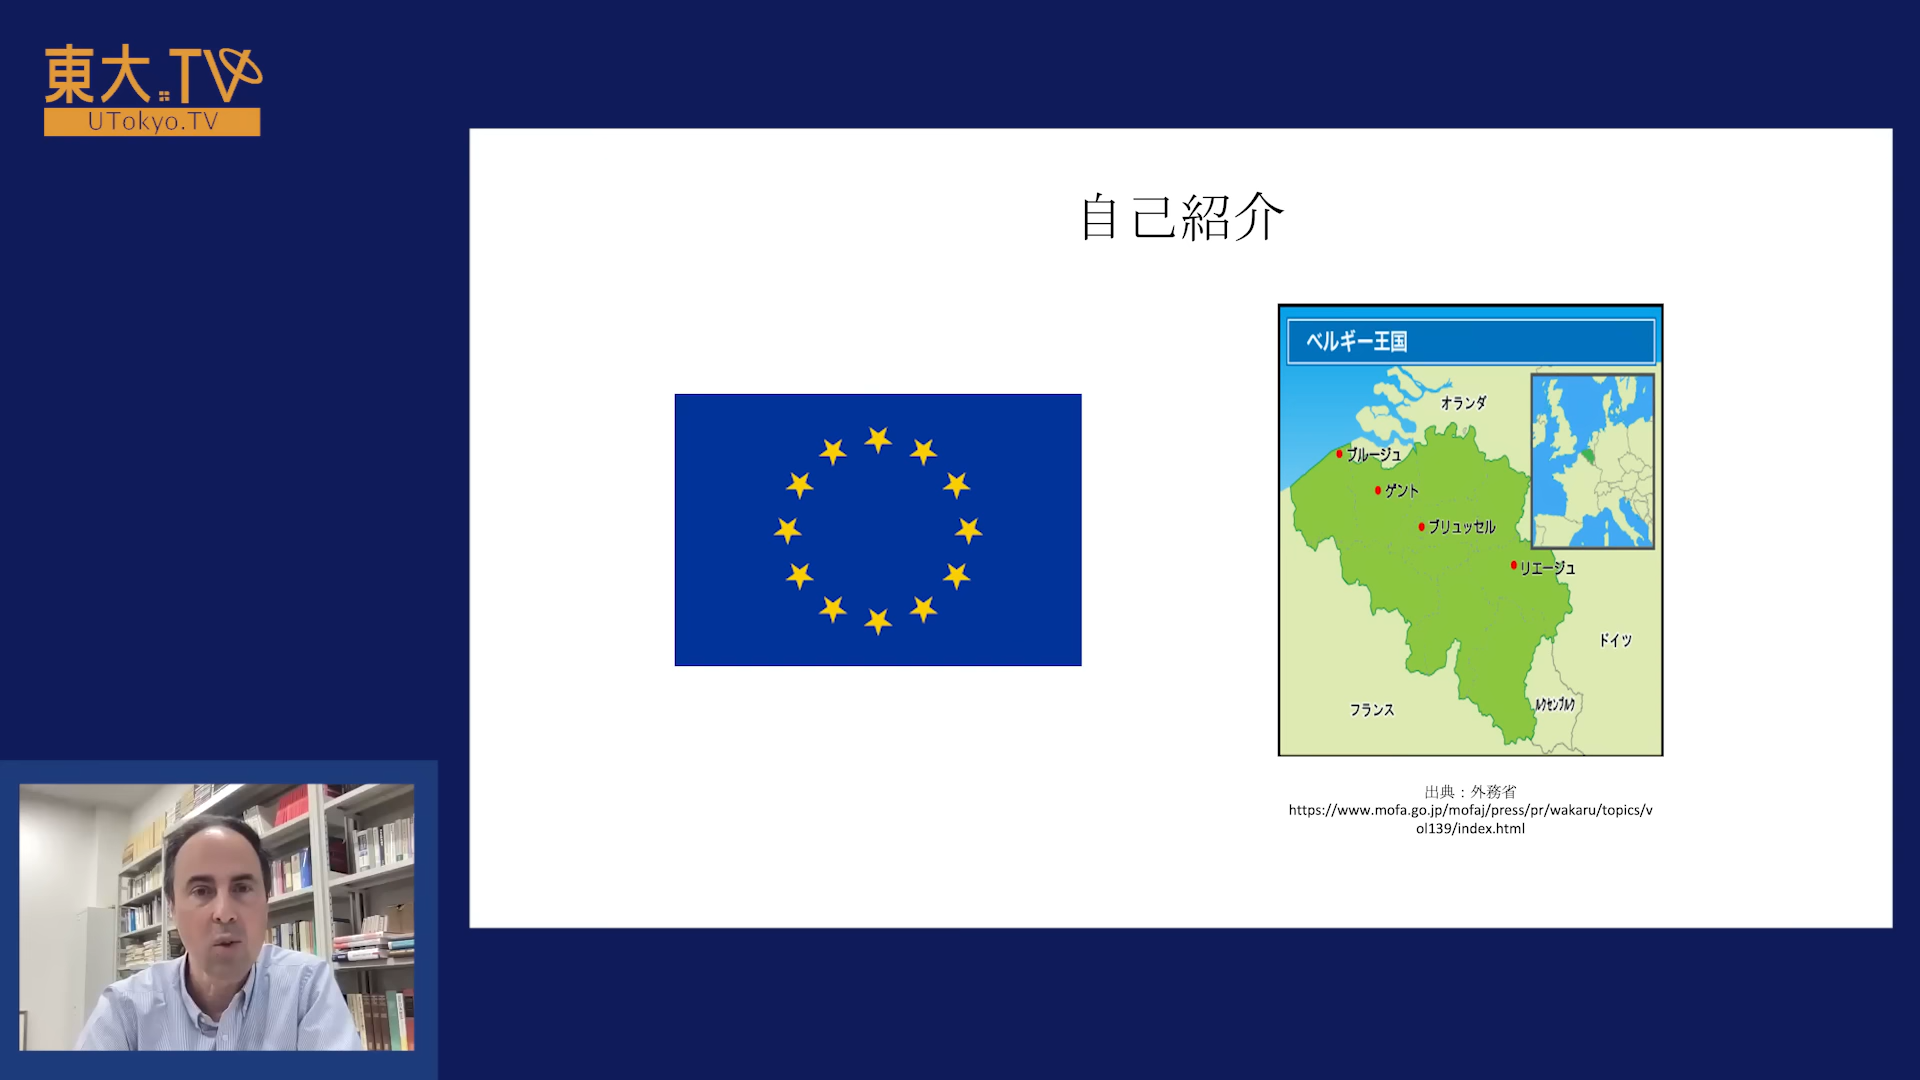 東大.TV
UTokyo.TV
自己紹介
ベルギー王国
オランダ
ブルージュ
ゲント
ブリュッセル
リエージュ
ドイツ
ルクセンブルク
フランス
出典：外務省
https://www.mofa.go.jp/mofaj/press/pr/wakaru/topics/v
ol139/index.html